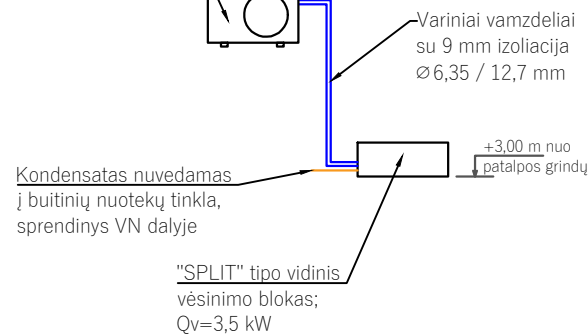 Variniai vamzdeliai
su 9 mm izoliacija
∅6,35 / 12,7 mm
+3,00 m nuo
patalpos grindų
Kondensatas nuvedamas
į buitinių nuotekų tinkla,
sprendinys VN dalyje
"SPLIT" tipo vidinis
vėsinimo blokas;
Qv=3,5 kW